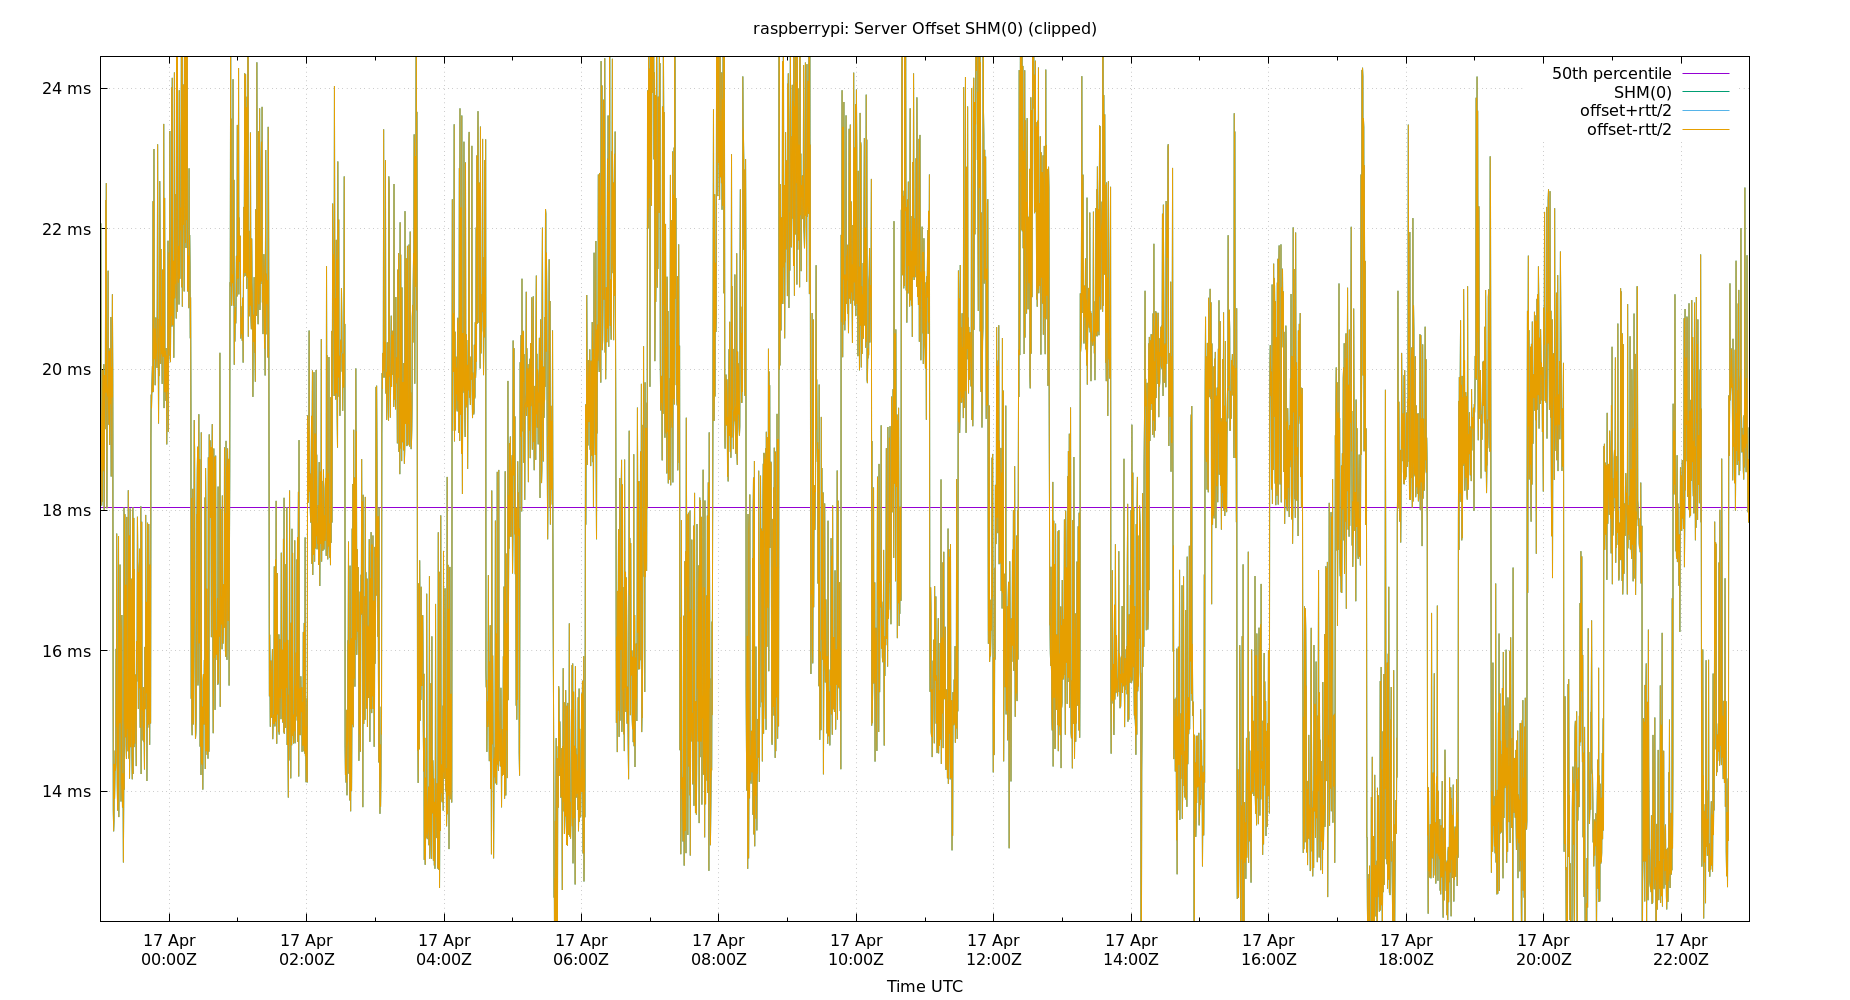 raspberrypi: Server Offset SHM(0) (clipped)
50th percentile
SHM(0)
offset+rtt/2
offset-rtt/2
24 ms
22 ms
20 ms
18 ms
16 ms
14 ms
17 Apr 17 Apr 17 Apr 17 Apr 17 Apr 17 Apr 17 Apr 17 Apr 17 Apr 17 Apr 17 Apr 17 Apr
00:00Z 02:00Z 04:00Z 06:00Z 08:00Z 10:00Z 12:00Z 14:00Z 16:00Z 18:00Z 20:00Z 22:00Z
Time UTC